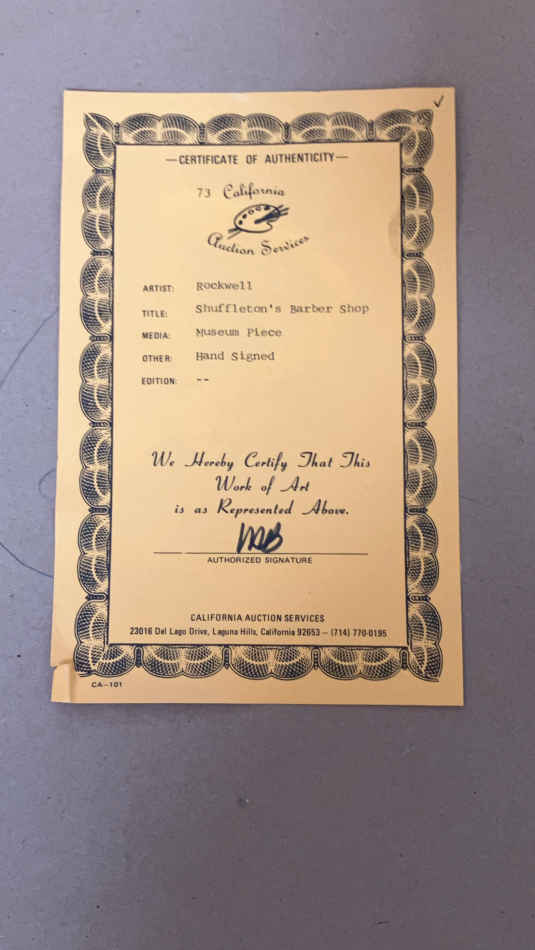 —CERTIFICATE OF AUTHENTICITY—
73 California
Auction Services
ARTIST: Rockwell
TITLE: Shuffleton's Barber Shop
MEDIA: Museum Piece
OTHER: Hand Signed
EDITION: --
We Hereby Certify That This
Work of Art
is as Represented Above.
AUTHORIZED SIGNATURE
CALIFORNIA AUCTION SERVICES
23016 Del Lago Drive, Laguna Hills, California 92653 — (714) 770-0195
CA-101